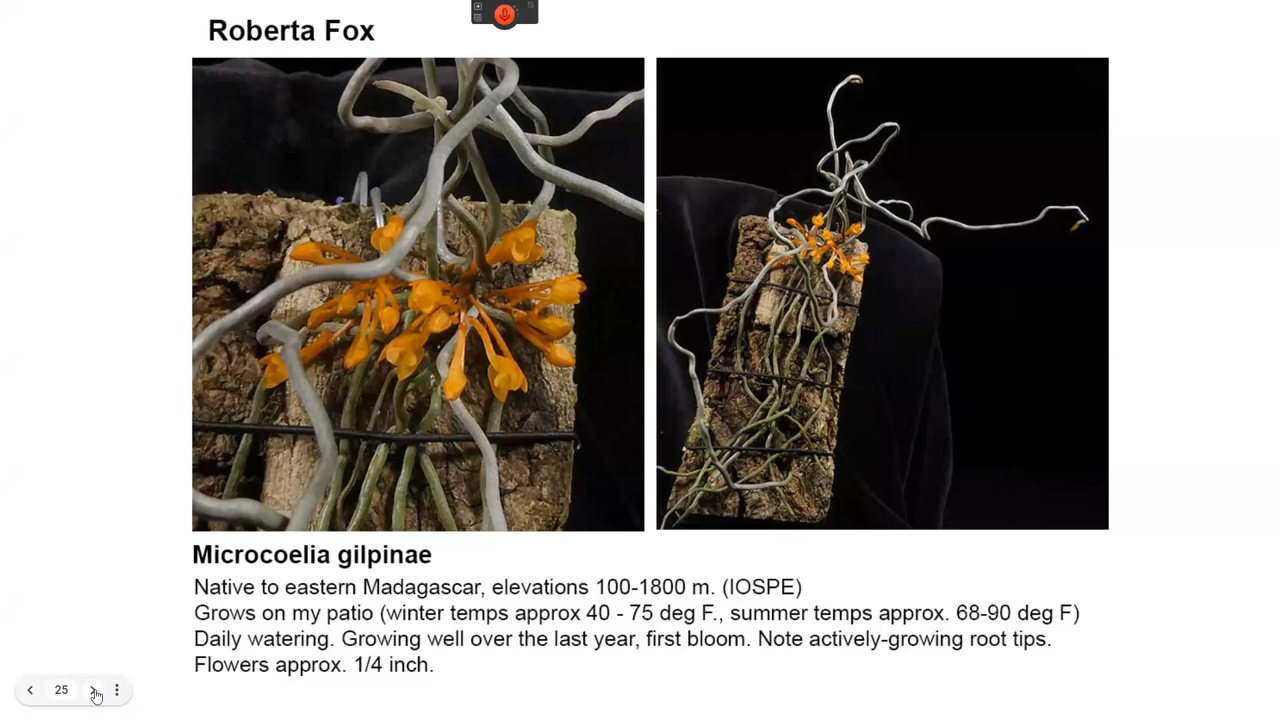 Roberta Fox
Microcoelia gilpinae
Native to eastern Madagascar, elevations 100-1800 m. (IOSPE)
Grows on my patio (winter temps approx 40 - 75 deg F., summer temps approx. 68-90 deg F)
Daily watering. Growing well over the last year, first bloom. Note actively-growing root tips.
Flowers approx. 1/4 inch.
25